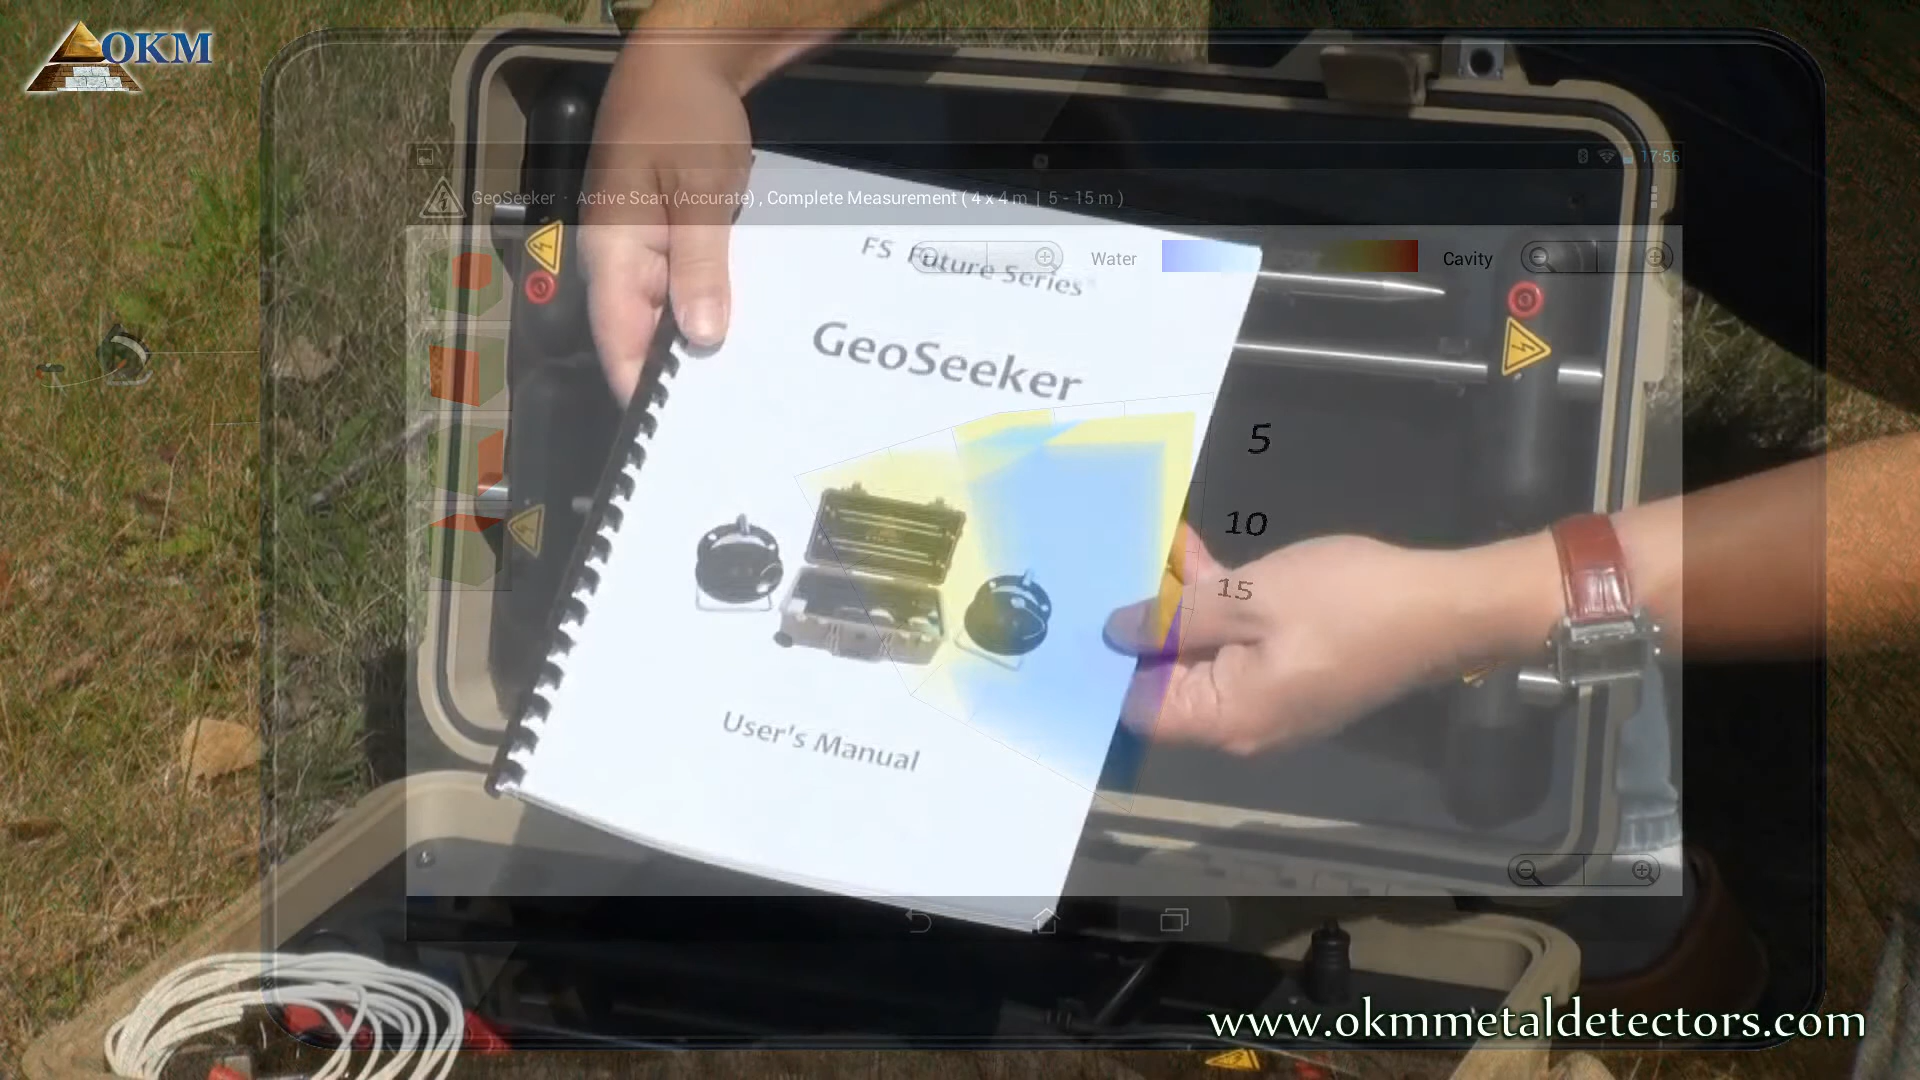 OKM
17:56
GeoSeeker · Active Scan (Accurate) , Complete Measurement ( 4 x 4 m | 5 - 15 m )
Water
Cavity
FS Future Series
GeoSeeker
5
10
15
User's Manual
www.okmmetaldetectors.com